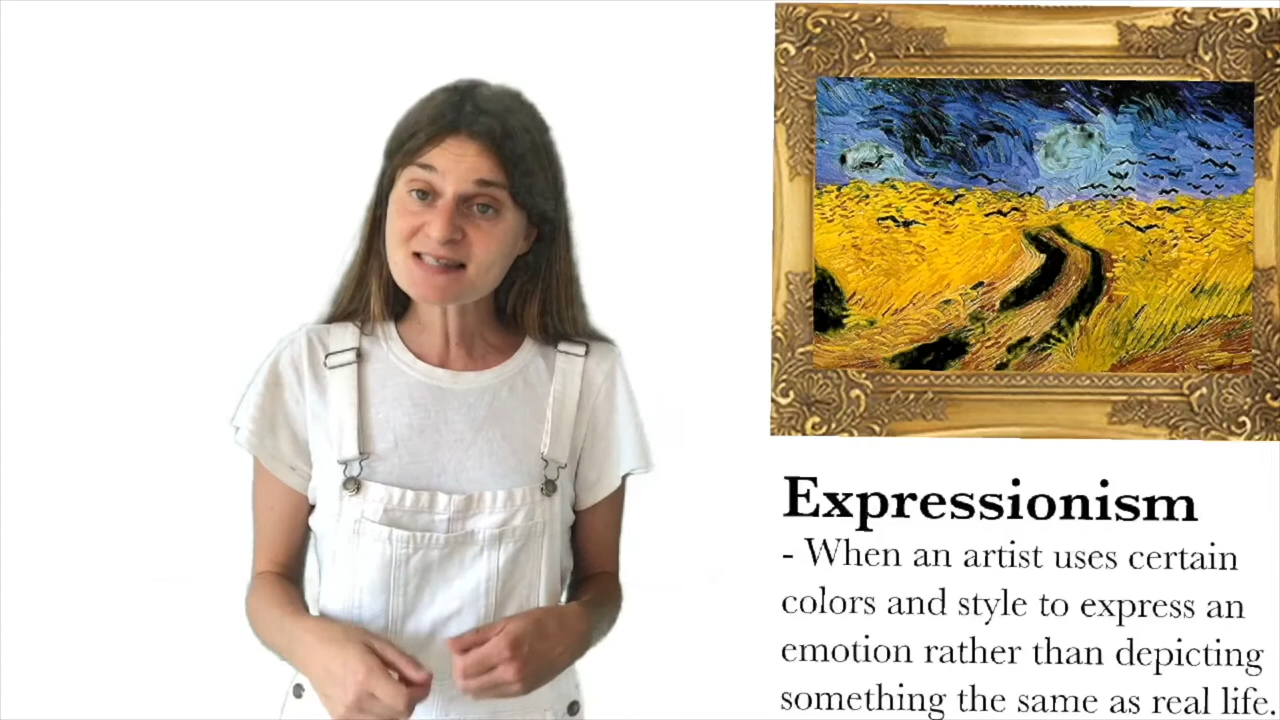 Expressionism
- When an artist uses certain
colors and style to express an
emotion rather than depicting
something the same as real life.